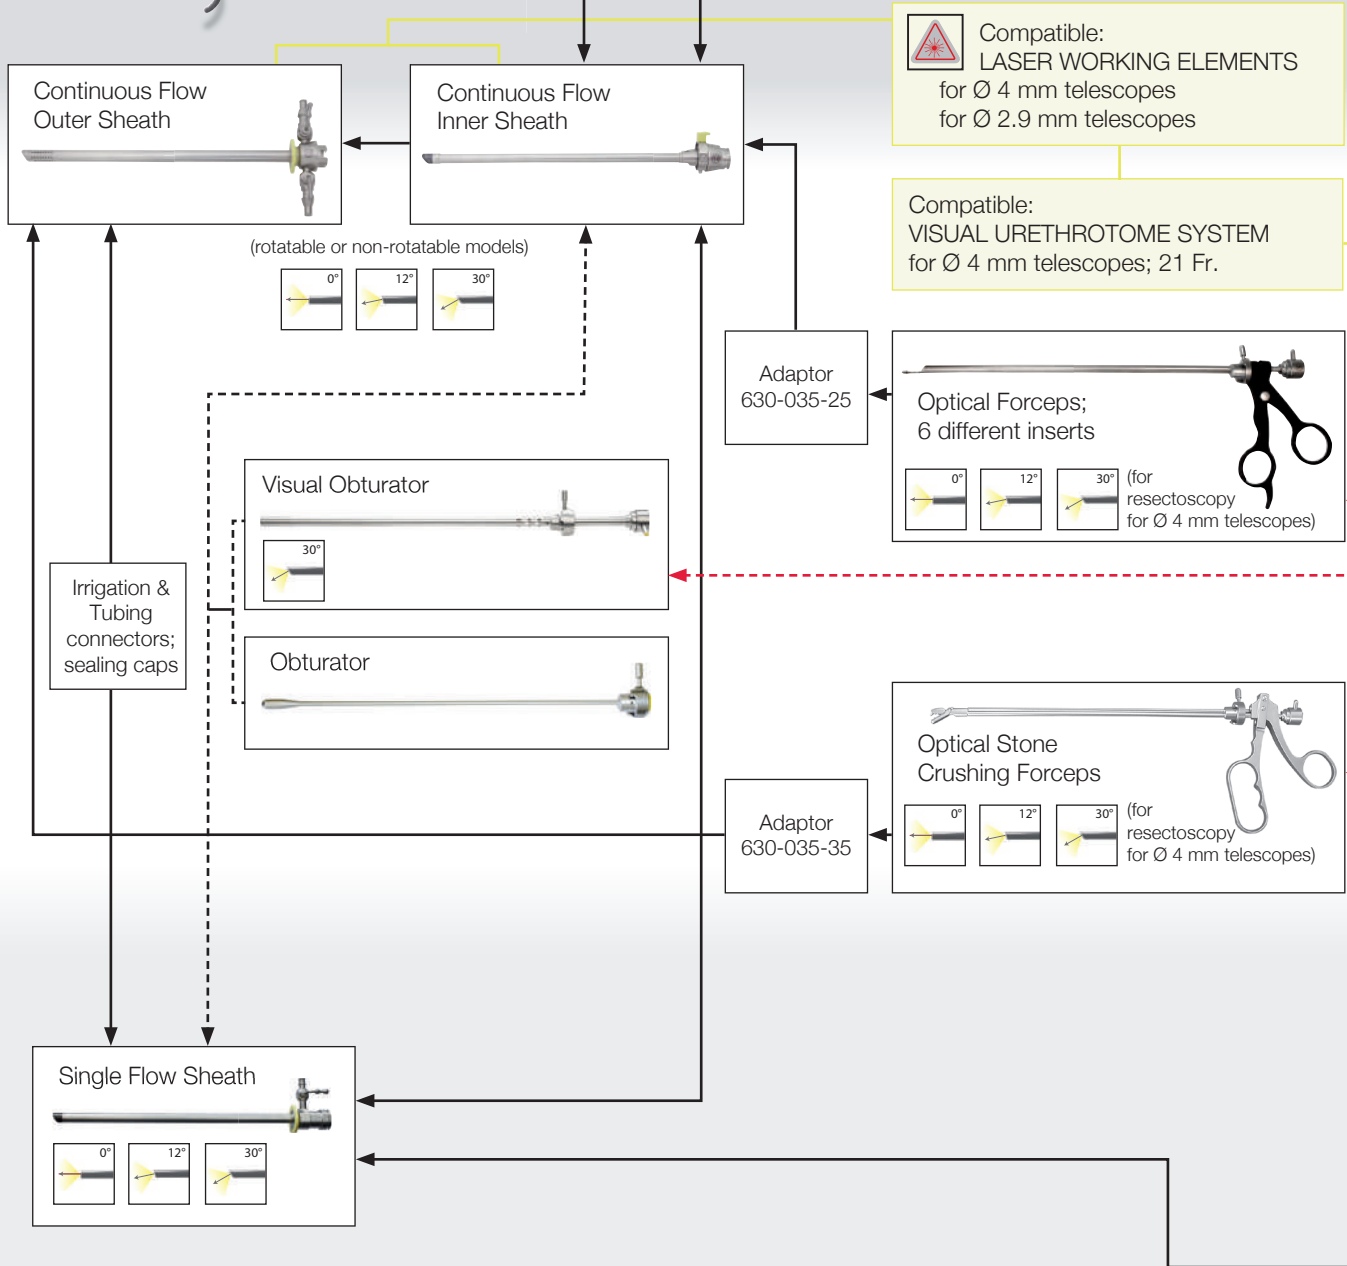 Compatible:
LASER WORKING ELEMENTS
for Ø 4 mm telescopes
for Ø 2.9 mm telescopes
Continuous Flow
Outer Sheath
Continuous Flow
Inner Sheath
Compatible:
VISUAL URETHROTOME SYSTEM
for Ø 4 mm telescopes; 21 Fr.
(rotatable or non-rotatable models)
0° 12° 30°
Adaptor
630-035-25
Optical Forceps;
6 different inserts
0° 12° 30° (for
resectoscopy
for Ø 4 mm telescopes)
Visual Obturator
30°
Irrigation &
Tubing
connectors;
sealing caps
Obturator
Optical Stone
Crushing Forceps
0° 12° 30° (for
resectoscopy
for Ø 4 mm telescopes)
Adaptor
630-035-35
Single Flow Sheath
0° 12° 30°